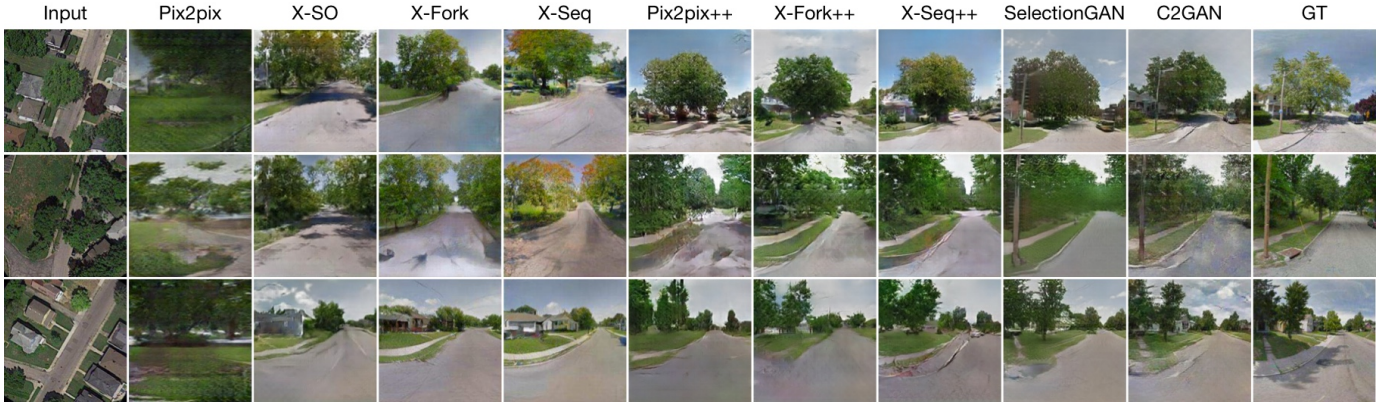 Input Pix2pix X-SO X-Fork X-Seq Pix2pix++ X-Fork++ X-Seq++ SelectionGAN C2GAN GT